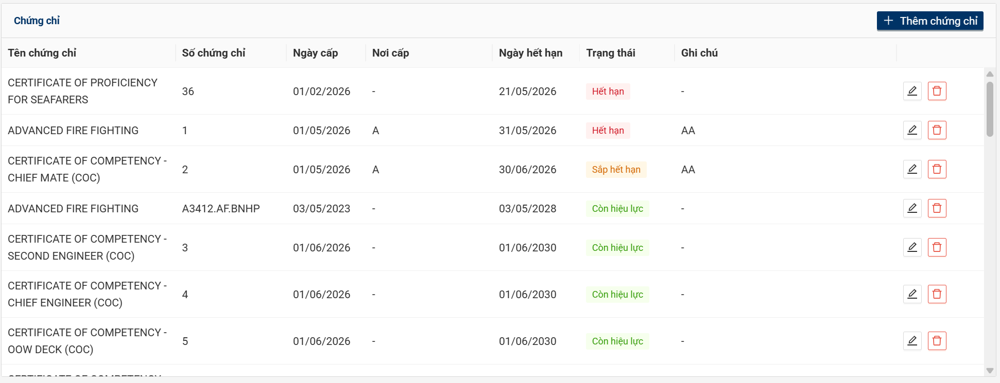 Chứng chỉ
Thêm chứng chỉ
Tên chứng chỉ Số chứng chỉ Ngày cấp Nơi cấp Ngày hết hạn Trạng thái Ghi chú
CERTIFICATE OF PROFICIENCY
FOR SEAFARERS
36 01/02/2026 - 21/05/2026 Hết hạn -
ADVANCED FIRE FIGHTING 1 01/05/2026 A 31/05/2026 Hết hạn AA
CERTIFICATE OF COMPETENCY -
CHIEF MATE (COC)
2 01/05/2026 A 30/06/2026 Sắp hết hạn AA
ADVANCED FIRE FIGHTING A3412.AF.BNHP 03/05/2023 - 03/05/2028 Còn hiệu lực -
CERTIFICATE OF COMPETENCY -
SECOND ENGINEER (COC)
3 01/06/2026 - 01/06/2030 Còn hiệu lực -
CERTIFICATE OF COMPETENCY -
CHIEF ENGINEER (COC)
4 01/06/2026 - 01/06/2030 Còn hiệu lực -
CERTIFICATE OF COMPETENCY -
OOW DECK (COC)
5 01/06/2026 - 01/06/2030 Còn hiệu lực -
CERTIFICATE OF COMPETENCY -